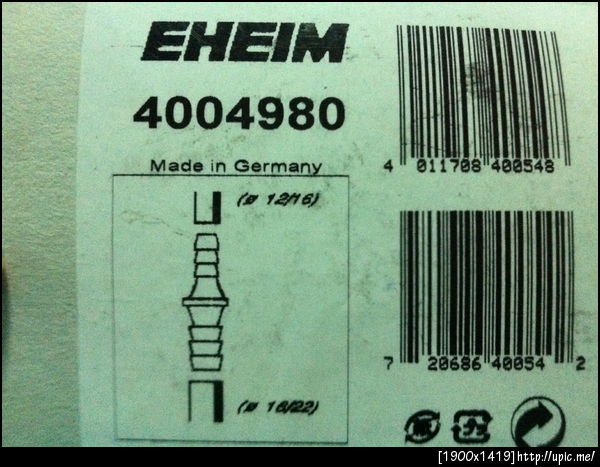 EHEIM
4004980
Made in Germany
(ø 12/16)
(ø 16/22)
4 011708 400548
7 20686 40054 2
[1900x1419]http://upic.me/